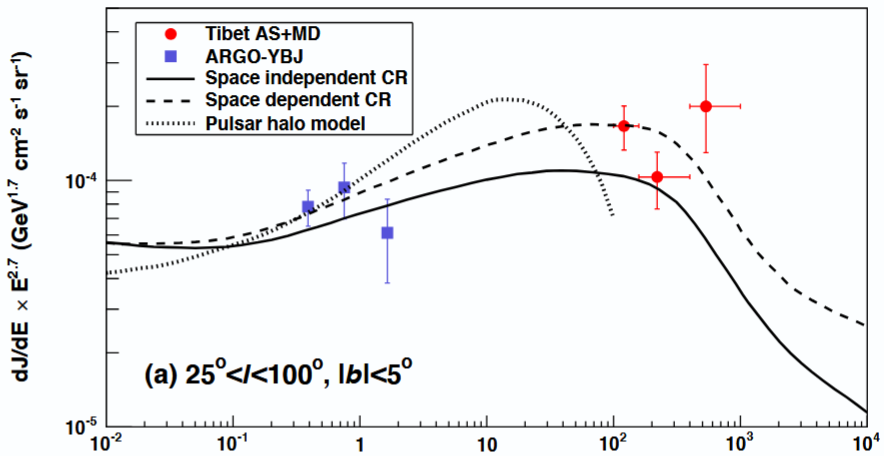 Tibet AS+MD
ARGO-YBJ
Space independent CR
Space dependent CR
Pulsar halo model
dJ/dE × E^2.7 (GeV^1.7 cm^-2 s^-1 sr^-1)
10^-4
10^-5
(a) 25°<l<100°, |b|<5°
10^-2 10^-1 1 10 10^2 10^3 10^4